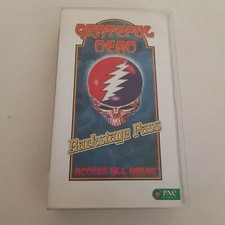 GRATEFUL
DEAD
Backstage Pass
ACCESS ALL AREAS
PNE